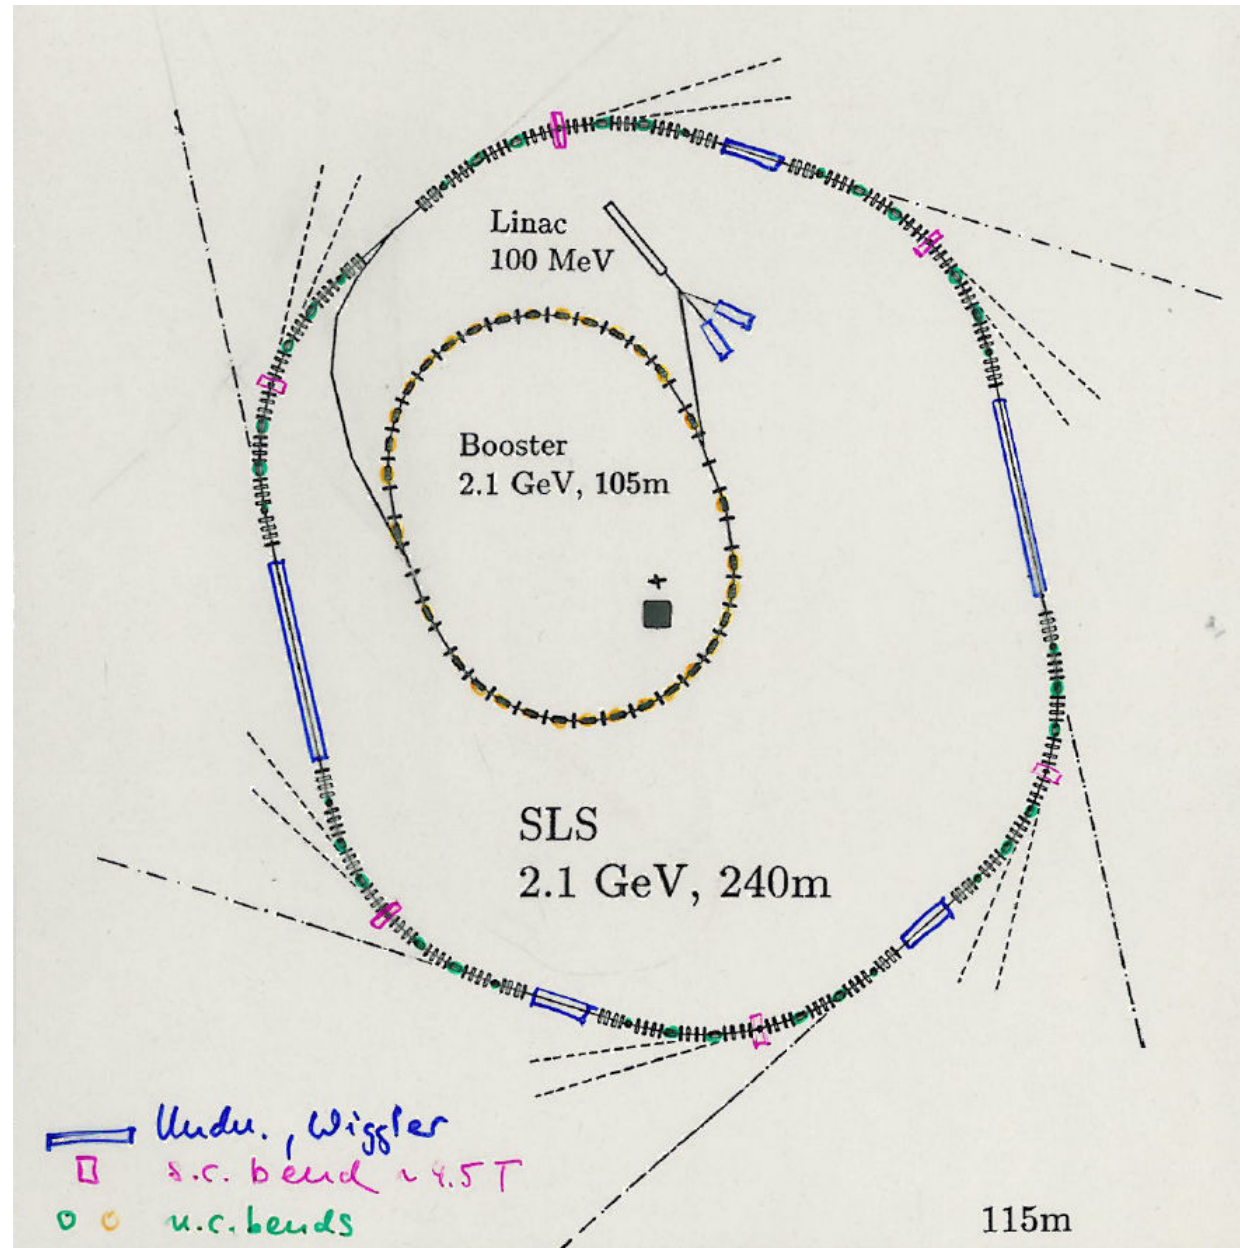 Linac
100 MeV
Booster
2.1 GeV, 105m
SLS
2.1 GeV, 240m
Undu., Wiggler
s.c. bend ~ 4.5 T
n.c. bends
115m